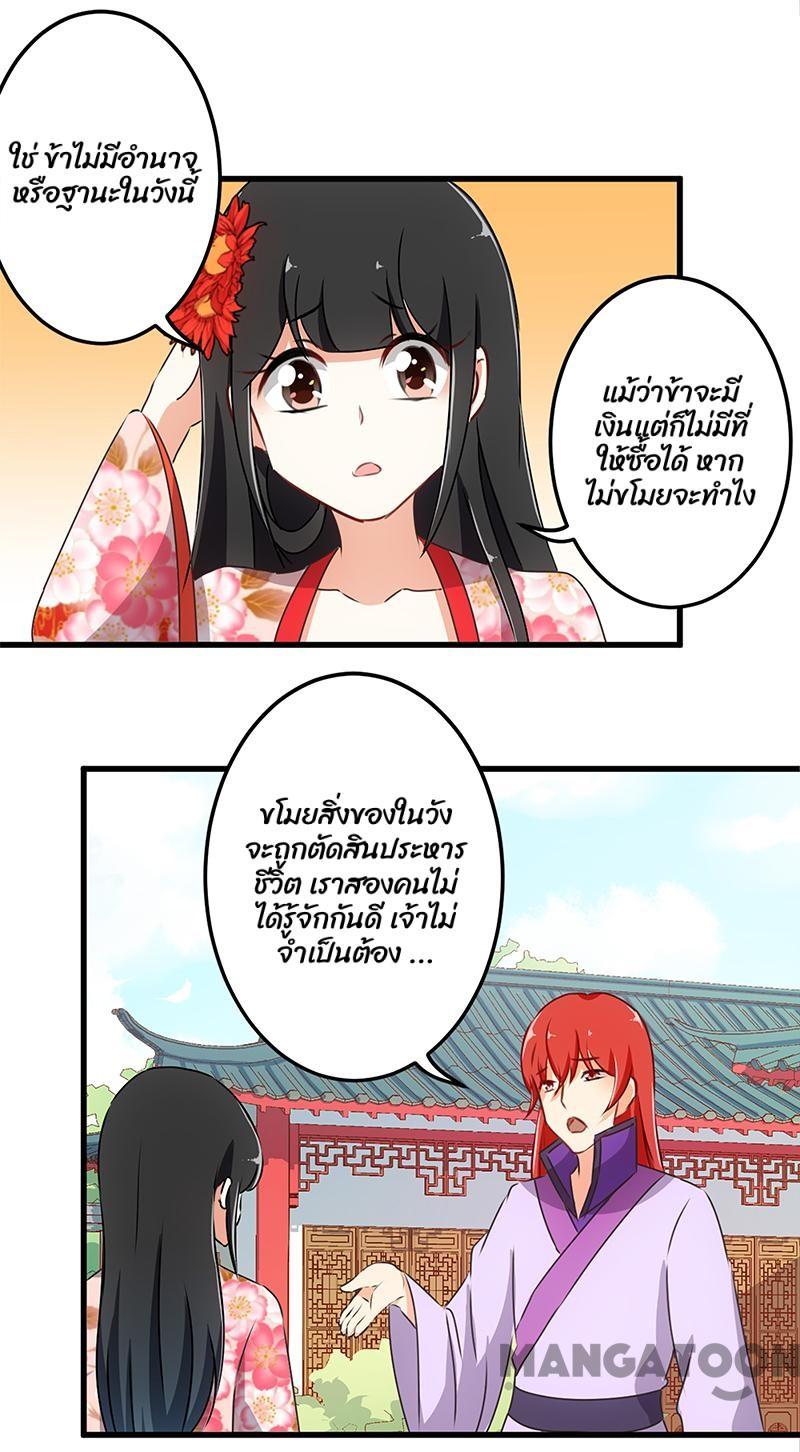 ใช่ ข้าไม่มีอำนาจ
หรือฐานะในวังนี้
แม้ว่าข้าจะมี
เงินแต่ก็ไม่มีที่
ให้ซื้อได้ หาก
ไม่ขโมยจะทำไง
ขโมยสิ่งของในวัง
จะถูกตัดสินประหาร
ชีวิต เราสองคนไม่
ได้รู้จักกันดี เจ้าไม่
จำเป็นต้อง ...
MANGATOON